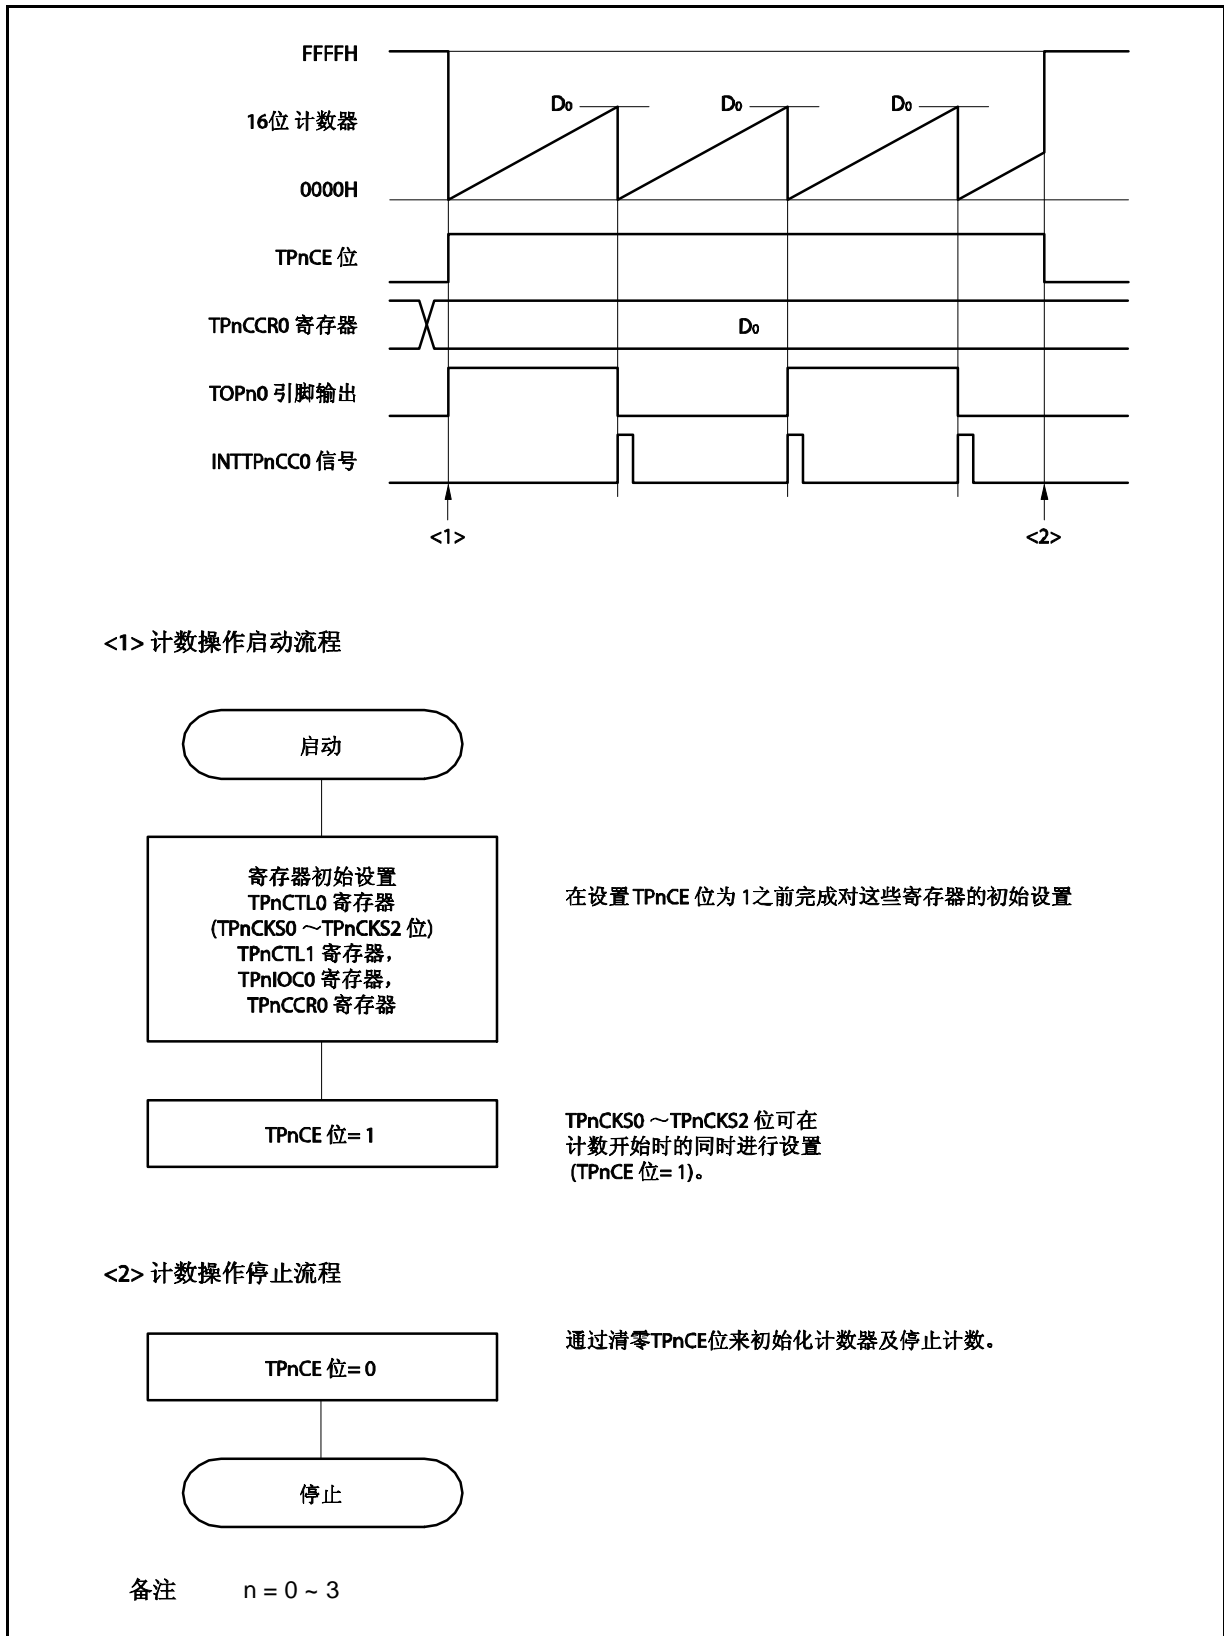 FFFFH
D₀ D₀ D₀
16位 计数器
0000H
TPnCE 位
TPnCCR0 寄存器 D₀
TOPn0 引脚输出
INTTPnCC0 信号
<1> <2>
<1> 计数操作启动流程
启动
寄存器初始设置
TPnCTL0 寄存器
(TPnCKS0 ～TPnCKS2 位)
TPnCTL1 寄存器，
TPnIOC0 寄存器，
TPnCCR0 寄存器
在设置 TPnCE 位为 1之前完成对这些寄存器的初始设置
TPnCE 位= 1
TPnCKS0 ～TPnCKS2 位可在
计数开始时的同时进行设置
(TPnCE 位= 1)。
<2> 计数操作停止流程
TPnCE 位= 0
通过清零TPnCE位来初始化计数器及停止计数。
停止
备注 n = 0 ~ 3